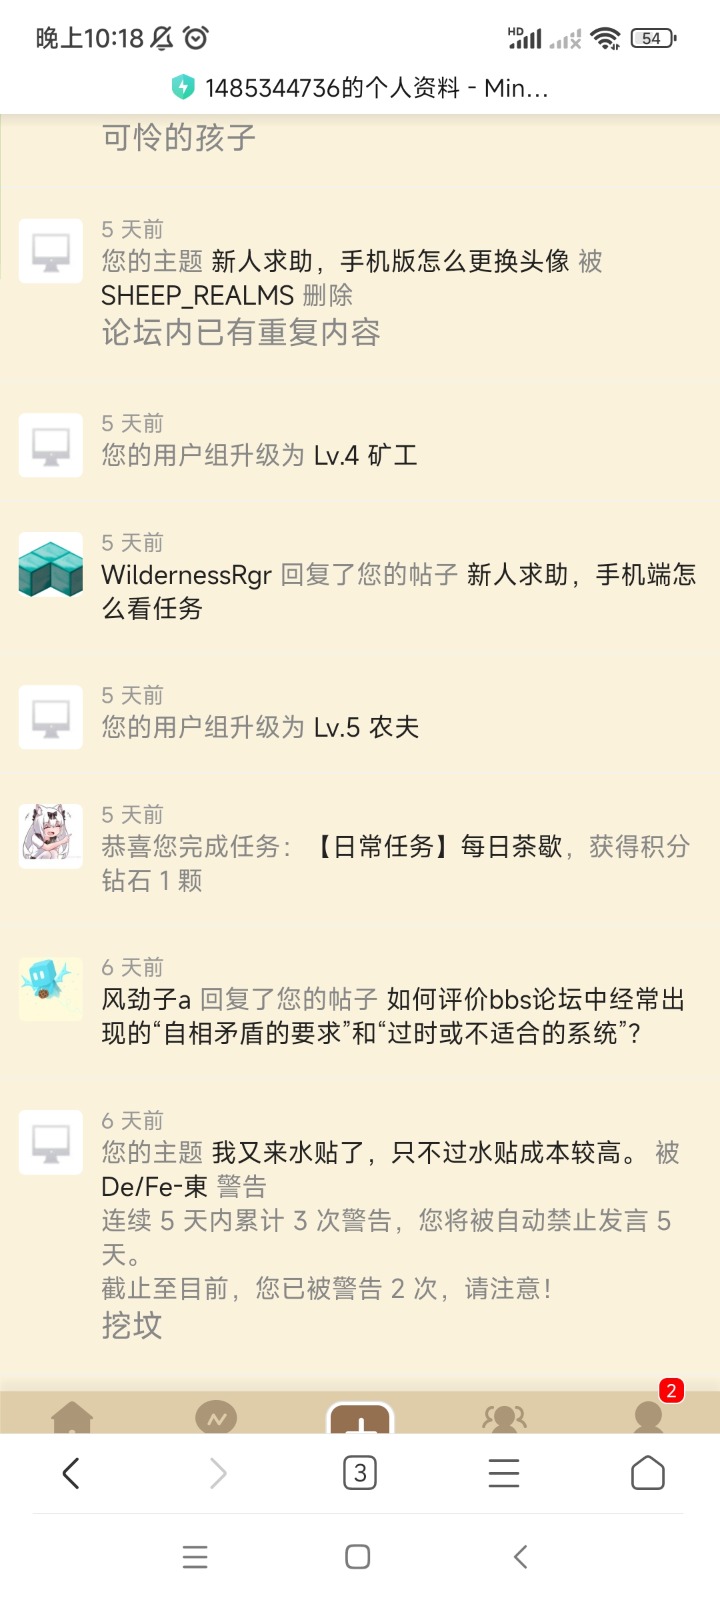 晚上10:18
HD
54
1485344736的个人资料 - Min...
可怜的孩子
5 天前
您的主题 新人求助，手机版怎么更换头像 被
SHEEP_REALMS 删除
论坛内已有重复内容
5 天前
您的用户组升级为 Lv.4 矿工
5 天前
WildernessRgr 回复了您的帖子 新人求助，手机端怎
么看任务
5 天前
您的用户组升级为 Lv.5 农夫
5 天前
恭喜您完成任务：【日常任务】每日茶歇，获得积分
钻石 1 颗
6 天前
风劲子a 回复了您的帖子 如何评价bbs论坛中经常出
现的“自相矛盾的要求”和“过时或不适合的系统”？
6 天前
您的主题 我又来水贴了，只不过水贴成本较高。 被
De/Fe-東 警告
连续 5 天内累计 3 次警告，您将被自动禁止发言 5
天。
截止至目前，您已被警告 2 次，请注意！
挖坟
2
3